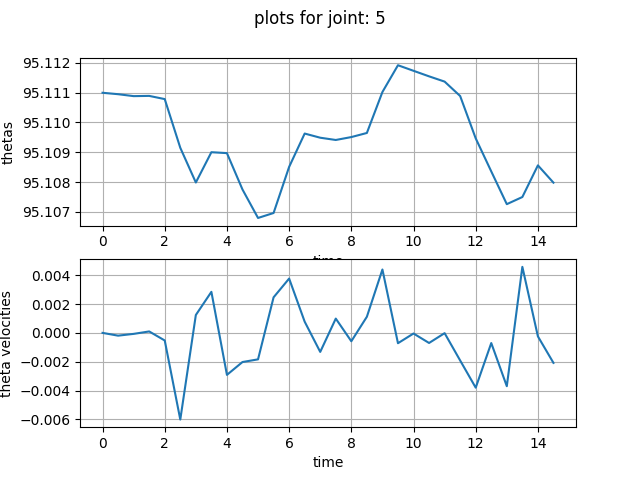 plots for joint: 5
95.112
95.111
95.110
95.109
95.108
95.107
thetas
0 2 4 6 8 10 12 14
time
0.004
0.002
0.000
−0.002
−0.004
−0.006
theta velocities
0 2 4 6 8 10 12 14
time